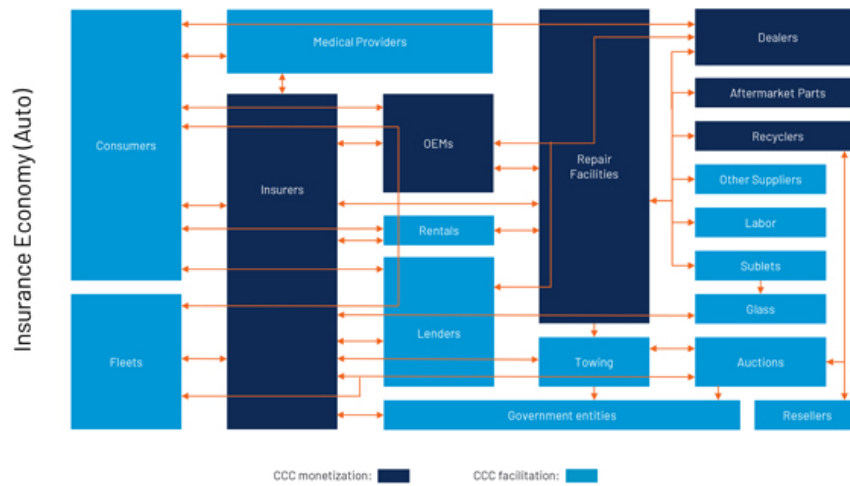 Insurance Economy (Auto)
Consumers
Medical Providers
Insurers
OEMs
Repair
Facilities
Dealers
Aftermarket Parts
Recyclers
Other Suppliers
Labor
Sublets
Glass
Rentals
Lenders
Fleets
Towing
Auctions
Government entities
Resellers
CCC monetization:
CCC facilitation: